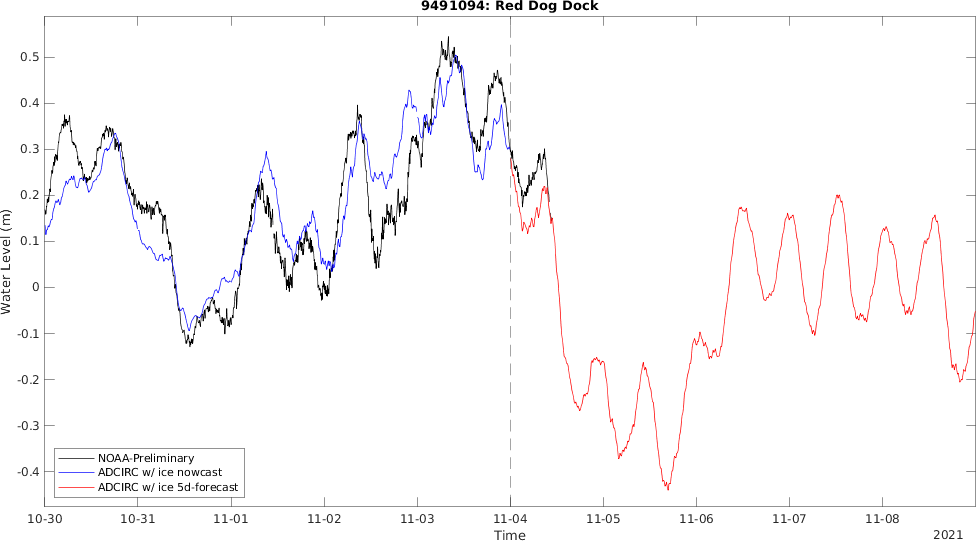 9491094: Red Dog Dock
Water Level (m)
0.5
0.4
0.3
0.2
0.1
0
-0.1
-0.2
-0.3
-0.4
NOAA-Preliminary
ADCIRC w/ ice nowcast
ADCIRC w/ ice 5d-forecast
10-30 10-31 11-01 11-02 11-03 11-04 11-05 11-06 11-07 11-08
Time
2021